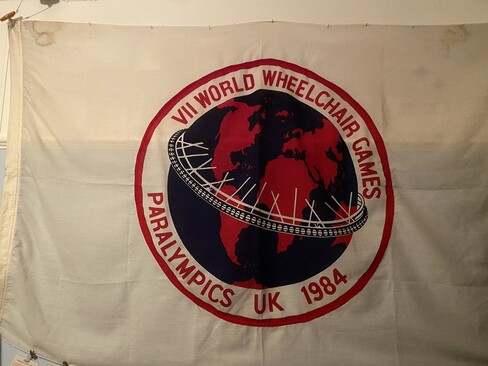 VII WORLD WHEELCHAIR GAMES
PARALYMPICS UK 1984